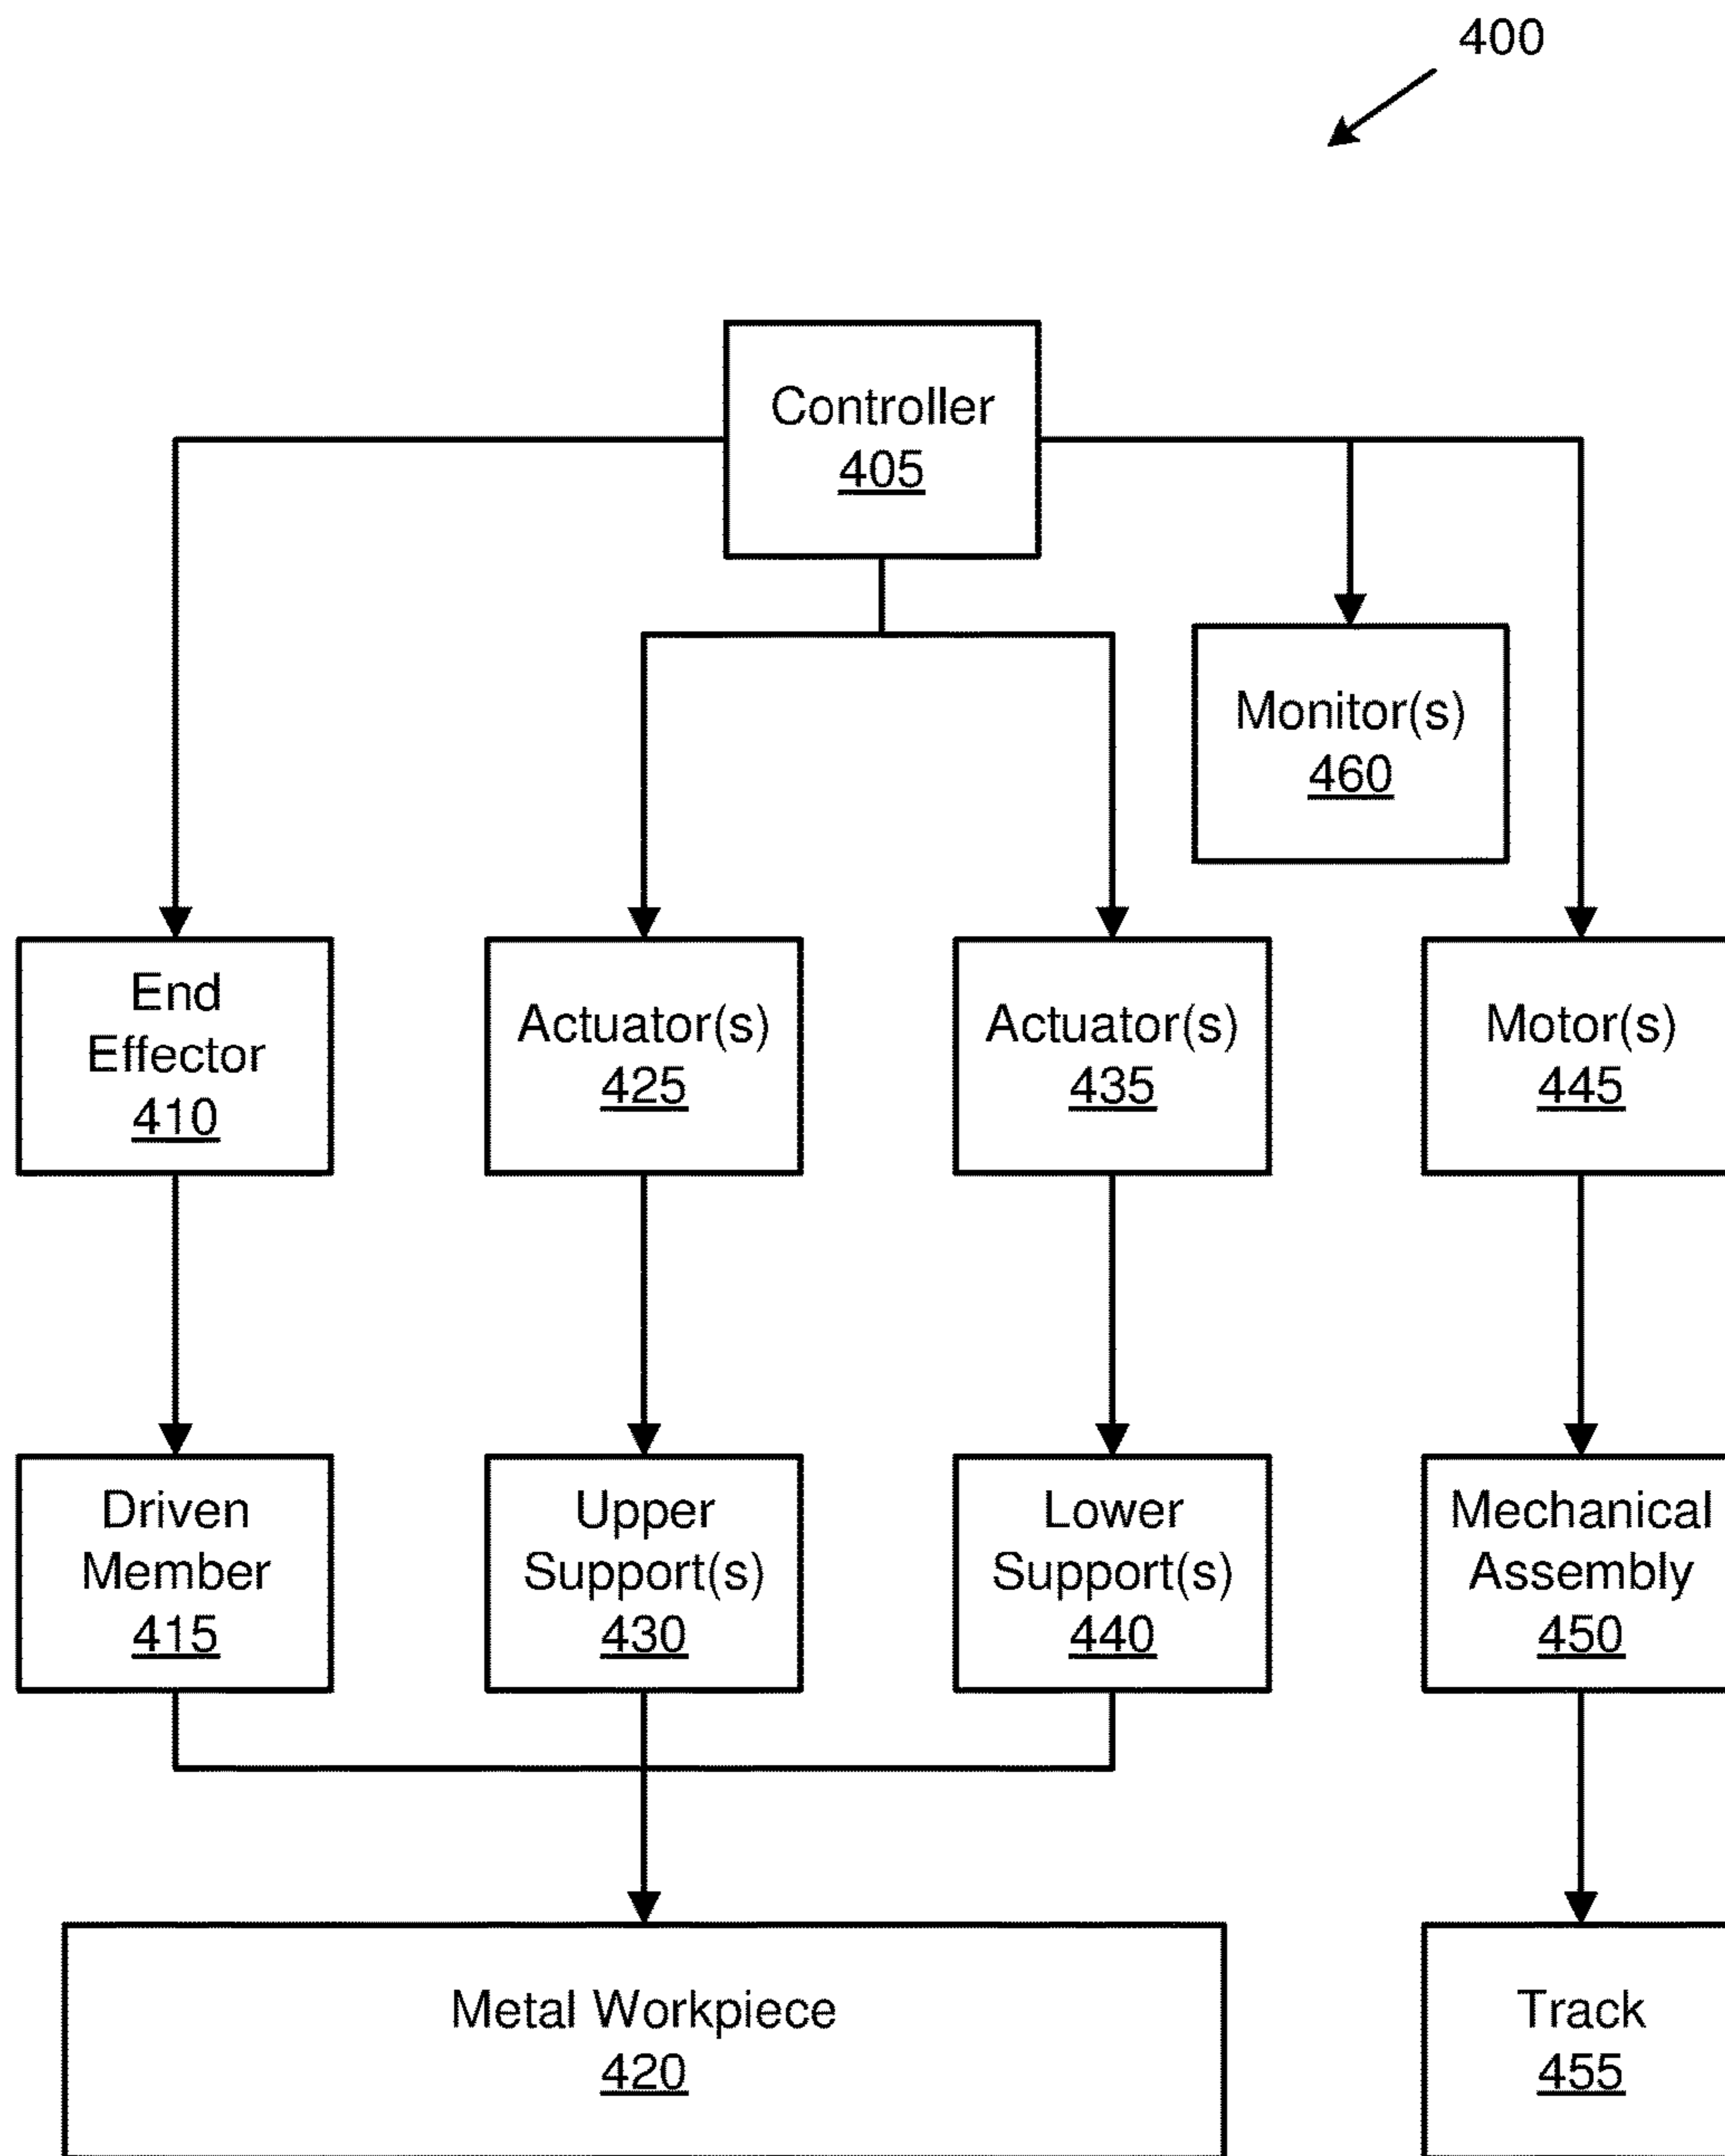 400
Controller
405
Monitor(s)
460
End
Effector
410
Actuator(s)
425
Actuator(s)
435
Motor(s)
445
Driven
Member
415
Upper
Support(s)
430
Lower
Support(s)
440
Mechanical
Assembly
450
Metal Workpiece
420
Track
455